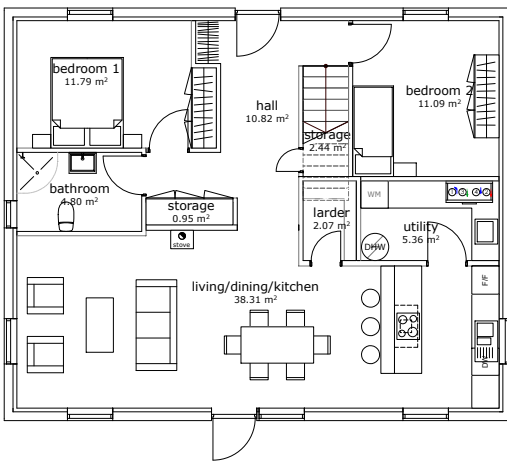 bedroom 1
11.79 m²
hall
10.82 m²
bedroom 2
11.09 m²
storage
2.44 m²
bathroom
4.80 m²
storage
0.95 m²
stove
larder
2.07 m²
WM
utility
5.36 m²
DHW
living/dining/kitchen
38.31 m²
F/F
DW